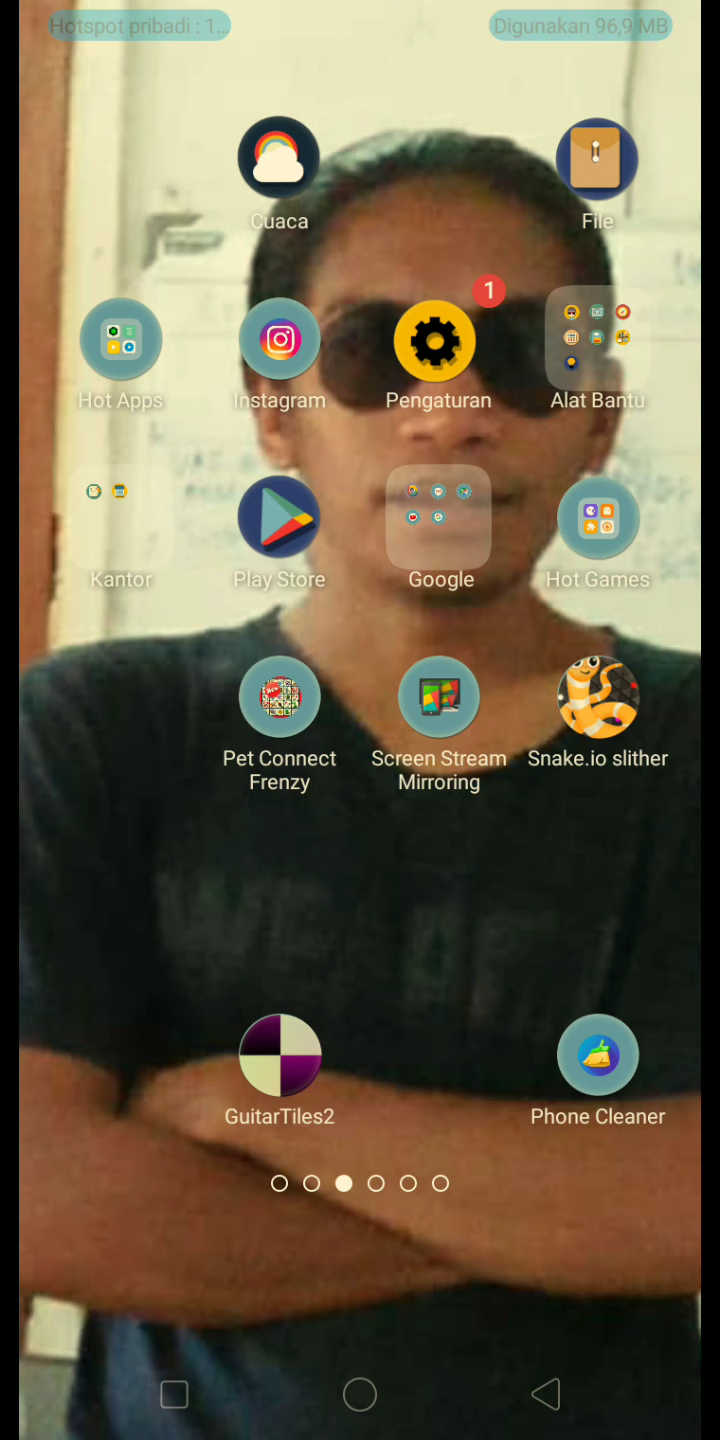 Hotspot pribadi : 1...
Digunakan 96,9 MB
Cuaca
File
1
Hot Apps
Instagram
Pengaturan
Alat Bantu
Kantor
Play Store
Google
Hot Games
Pet Connect
Frenzy
Screen Stream
Mirroring
Snake.io slither
GuitarTiles2
Phone Cleaner